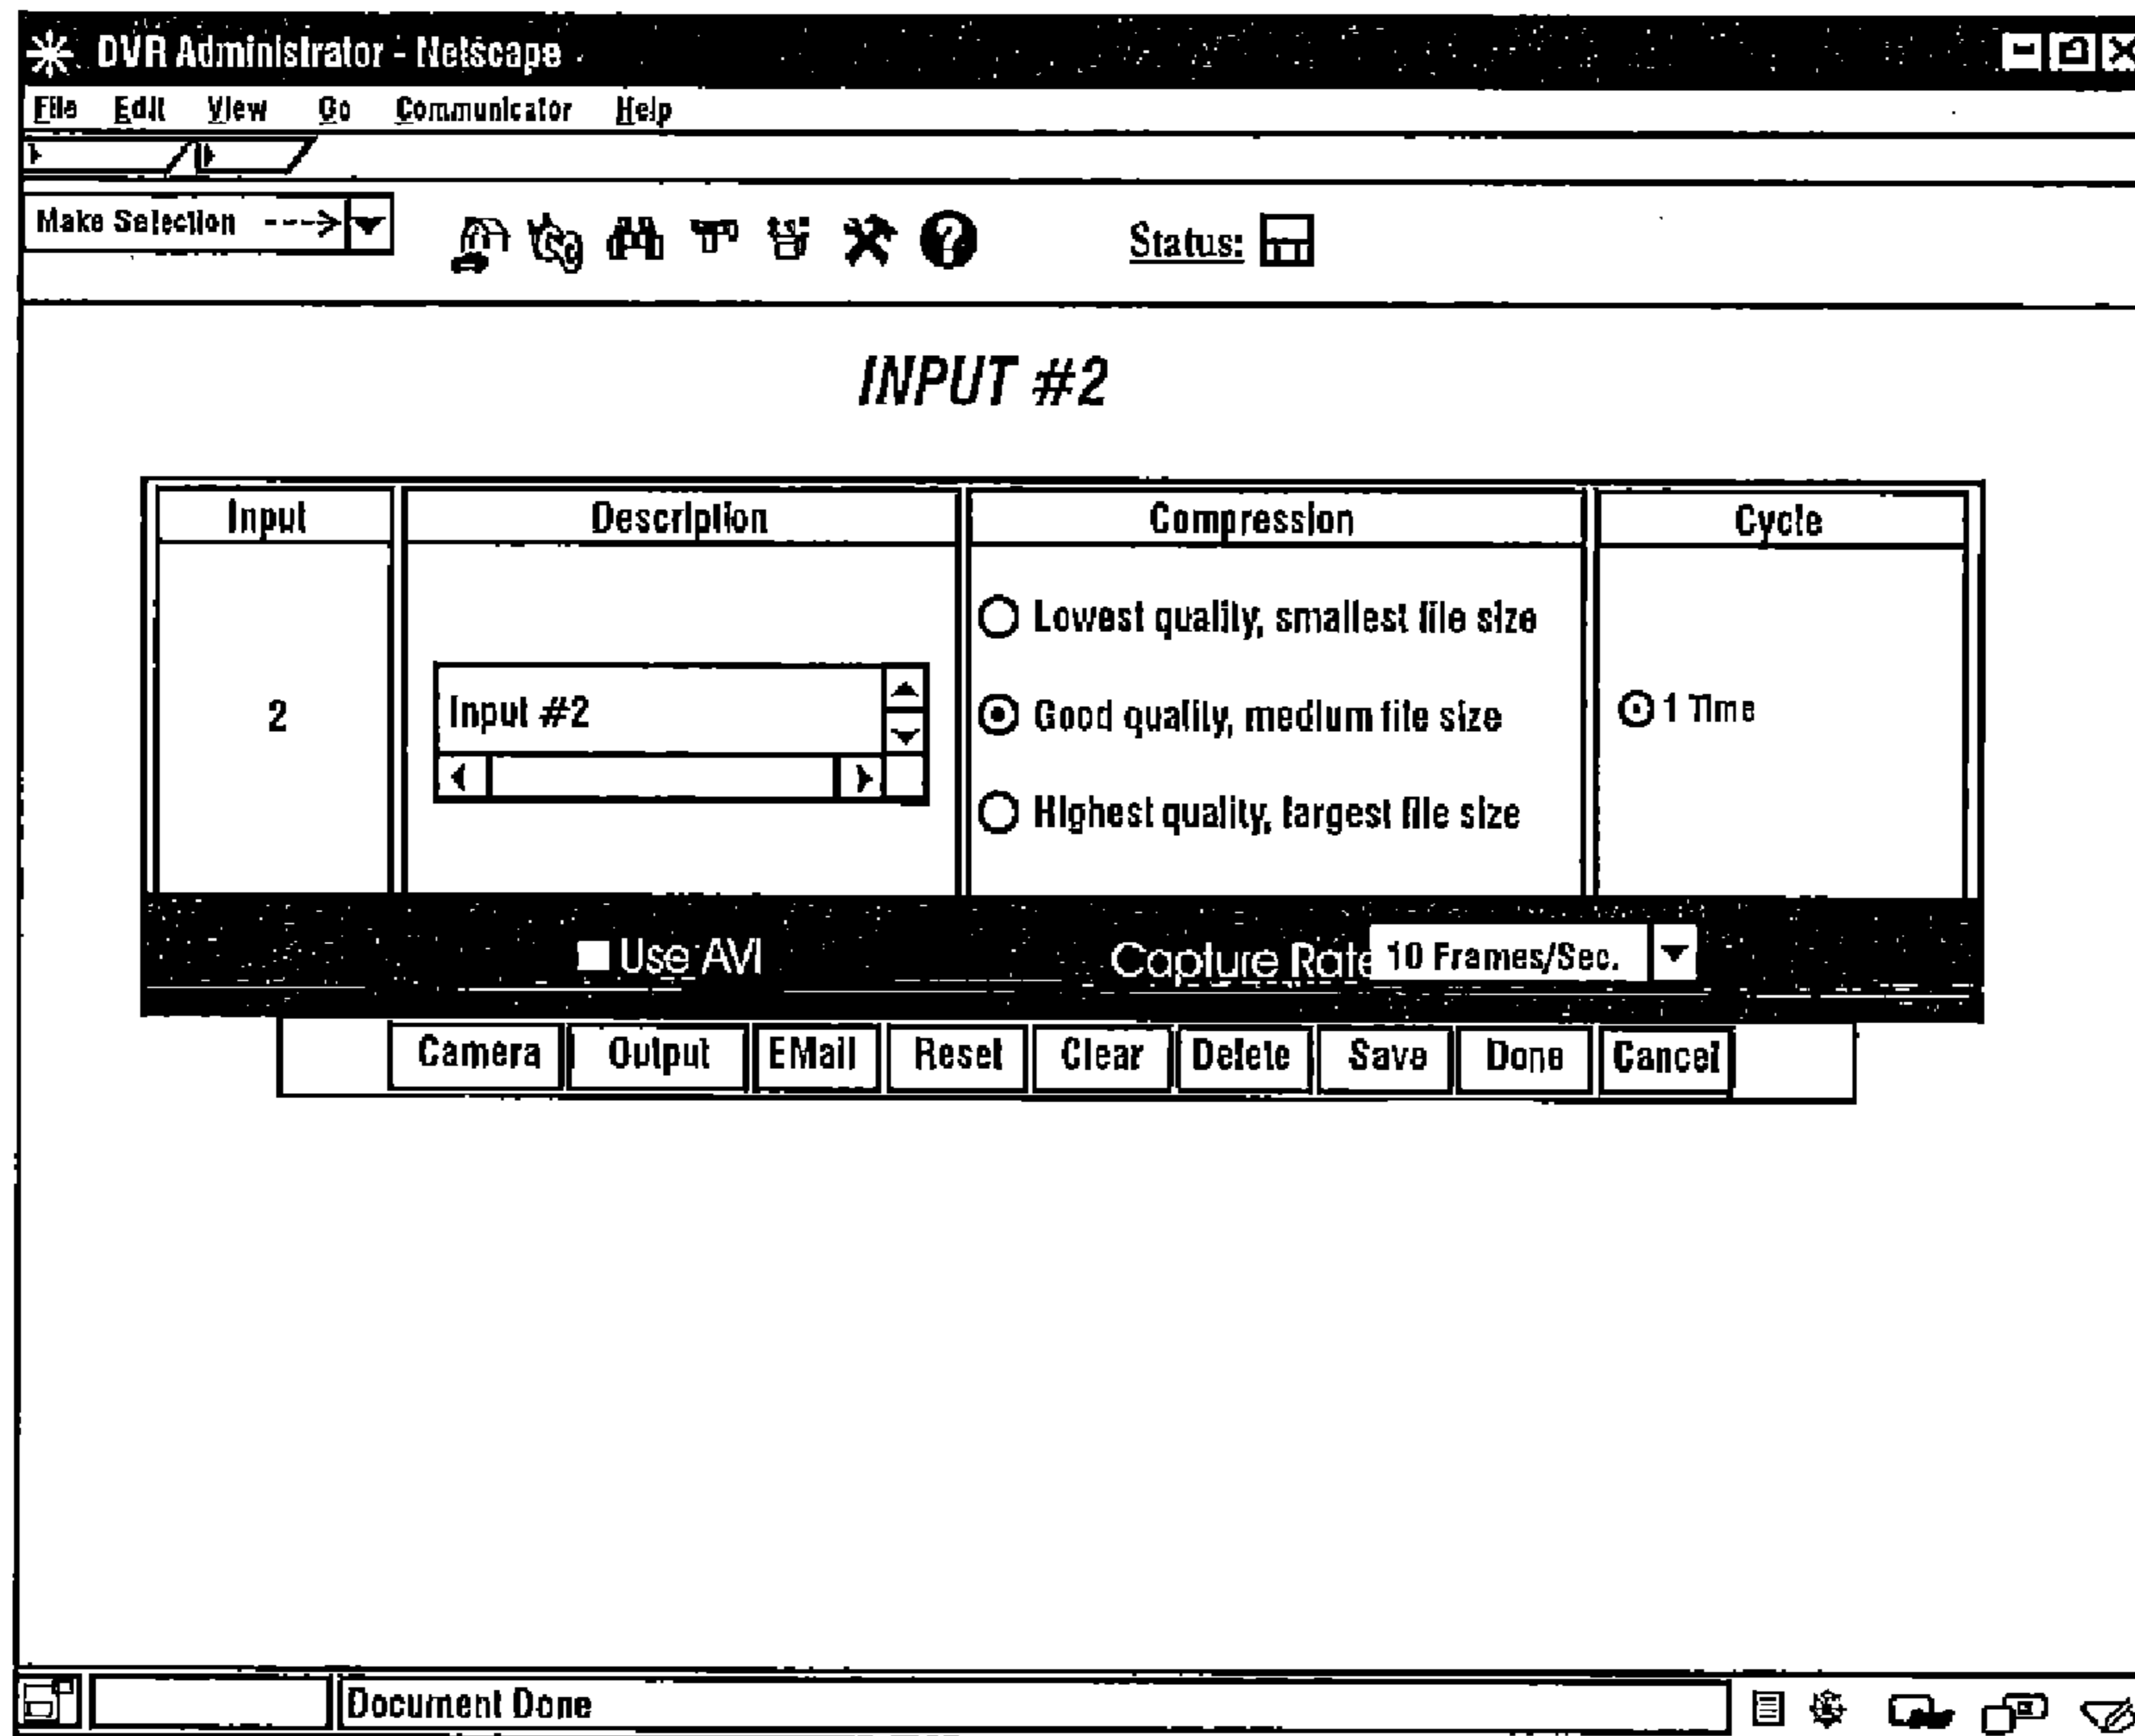 DVR Administrator - Netscape
File Edit View Go Communicator Help
Make Selection ---> Status:
INPUT #2
Input Description Compression Cycle
Lowest quality, smallest file size
2 Input #2 Good quality, medium file size 1 Time
Highest quality, largest file size
Use AVI Capture Rate 10 Frames/Sec.
Camera Output EMail Reset Clear Delete Save Done Cancel
Document Done